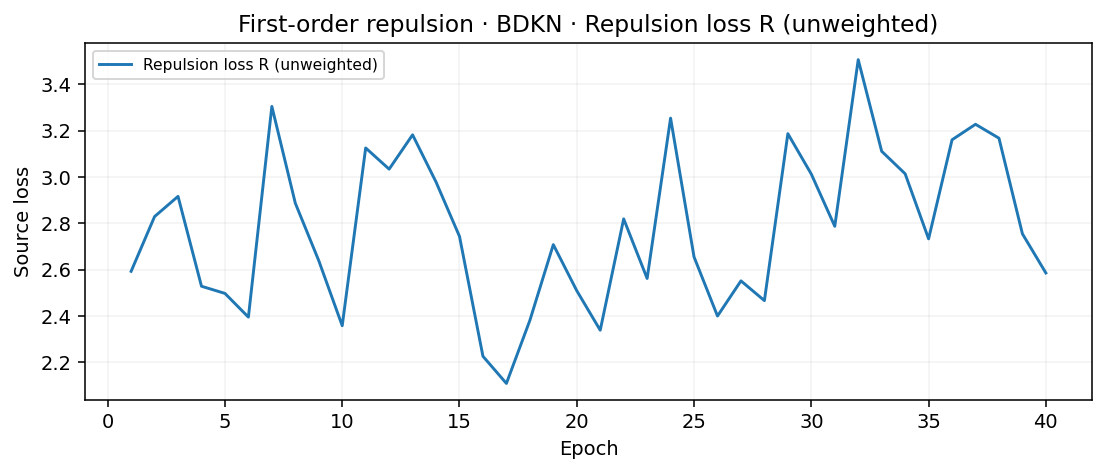 First-order repulsion · BDKN · Repulsion loss R (unweighted)
Repulsion loss R (unweighted)
Source loss
3.4
3.2
3.0
2.8
2.6
2.4
2.2
0 5 10 15 20 25 30 35 40
Epoch